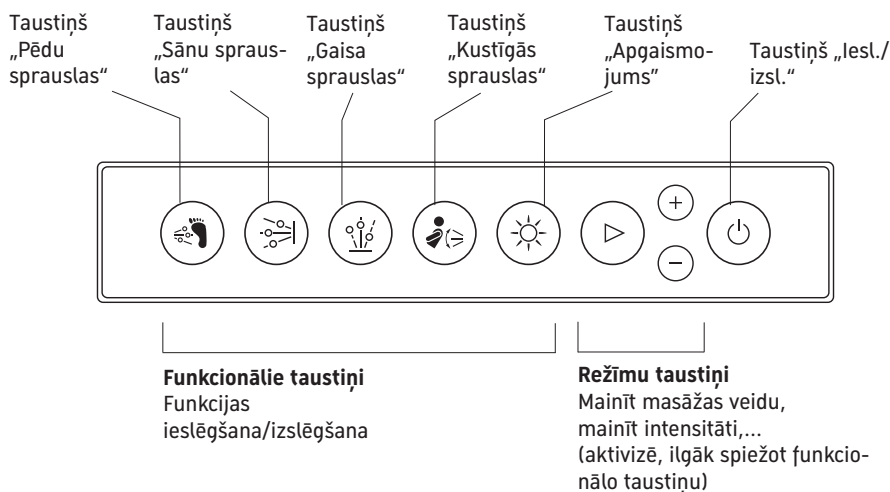 Taustiņš
„Pēdu
sprauslas“
Taustiņš
„Sānu spraus-
las“
Taustiņš
„Gaisa
sprauslas“
Taustiņš
„Kustīgās
sprauslas“
Taustiņš
„Apgaismo-
jums”
Taustiņš „Iesl./
izsl.“
Funkcionālie taustiņi
Funkcijas
ieslēgšana/izslēgšana
Režīmu taustiņi
Mainīt masāžas veidu,
mainīt intensitāti,...
(aktivizē, ilgāk spiežot funkcio-
nālo taustiņu)